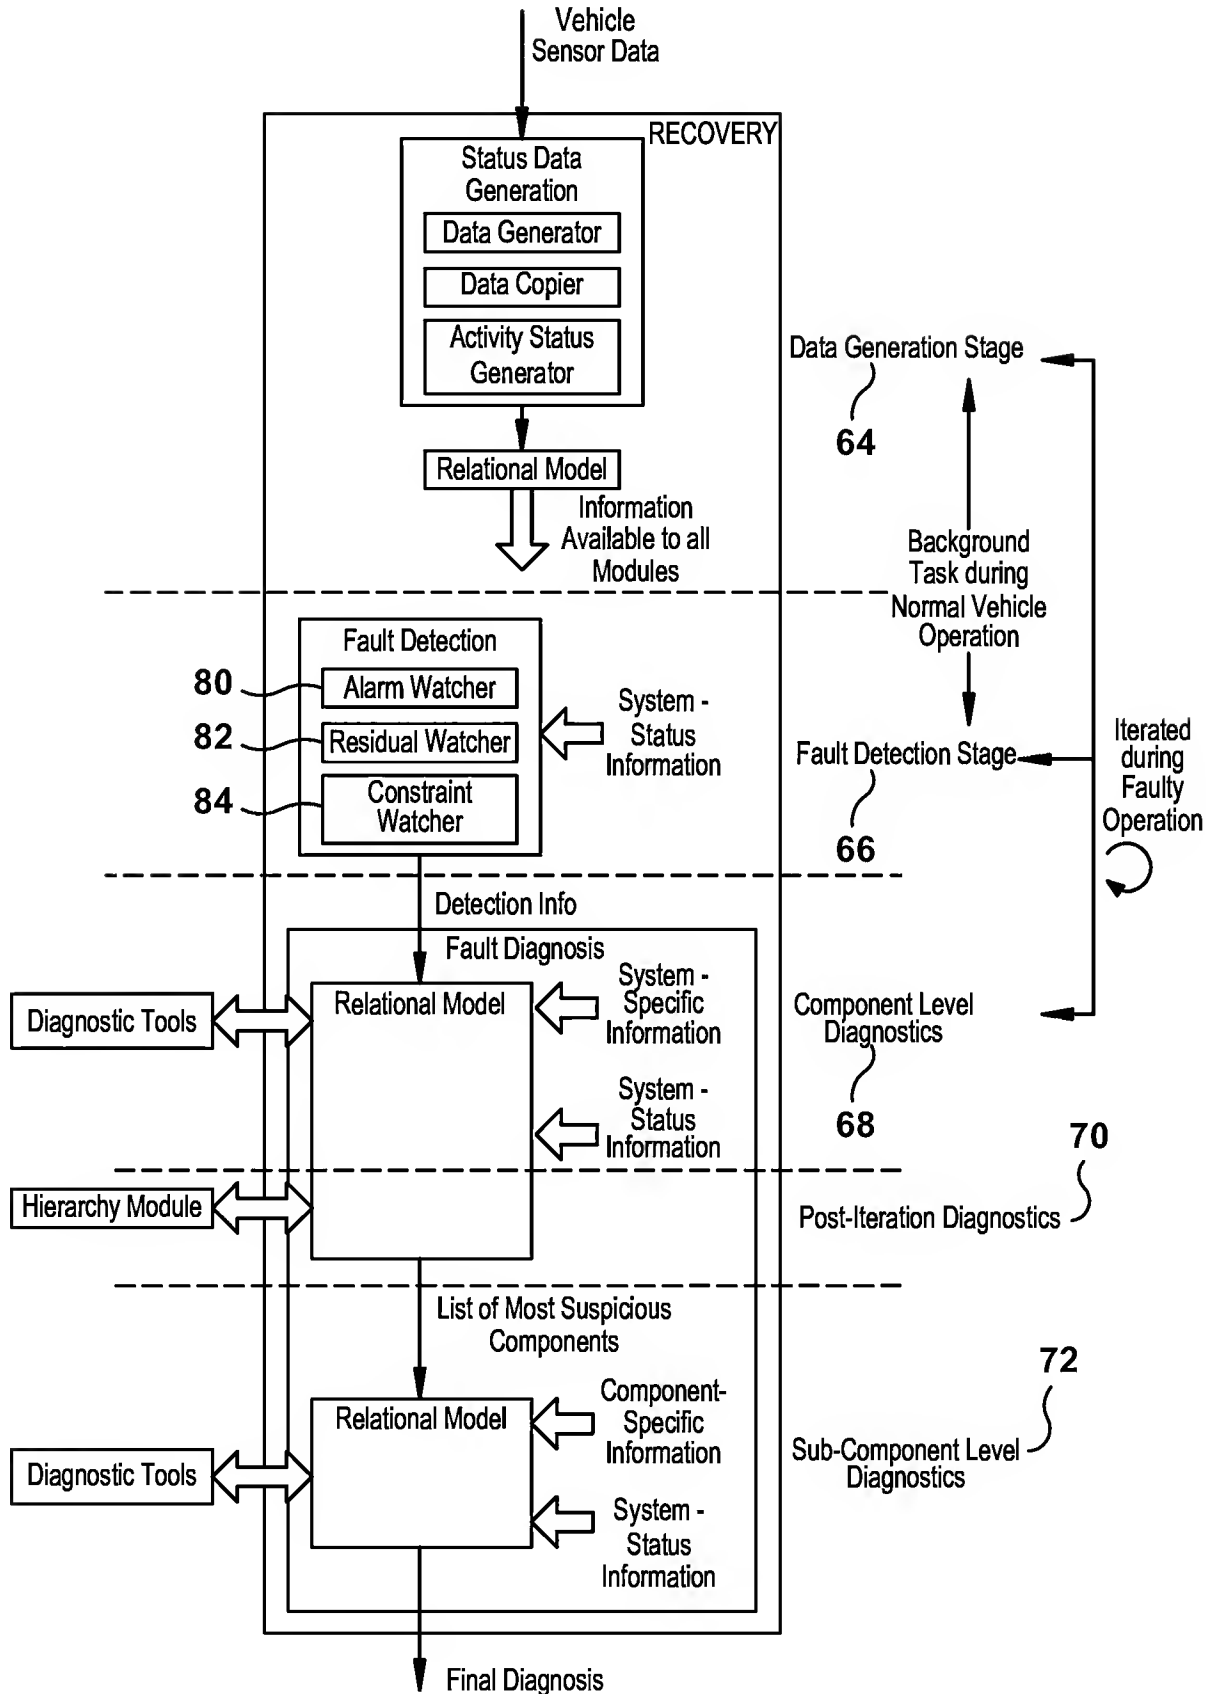 Vehicle
Sensor Data
RECOVERY
Status Data
Generation
Data Generator
Data Copier
Activity Status
Generator
Data Generation Stage
64
Relational Model
Information
Available to all
Modules
Background
Task during
Normal Vehicle
Operation
Fault Detection
80
Alarm Watcher
82
Residual Watcher
84
Constraint
Watcher
System -
Status
Information
Fault Detection Stage
66
Iterated
during
Faulty
Operation
Detection Info
Fault Diagnosis
Diagnostic Tools
Relational Model
System -
Specific
Information
System -
Status
Information
Component Level
Diagnostics
68
70
Hierarchy Module
Post-Iteration Diagnostics
List of Most Suspicious
Components
72
Relational Model
Component-
Specific
Information
Diagnostic Tools
System -
Status
Information
Sub-Component Level
Diagnostics
Final Diagnosis